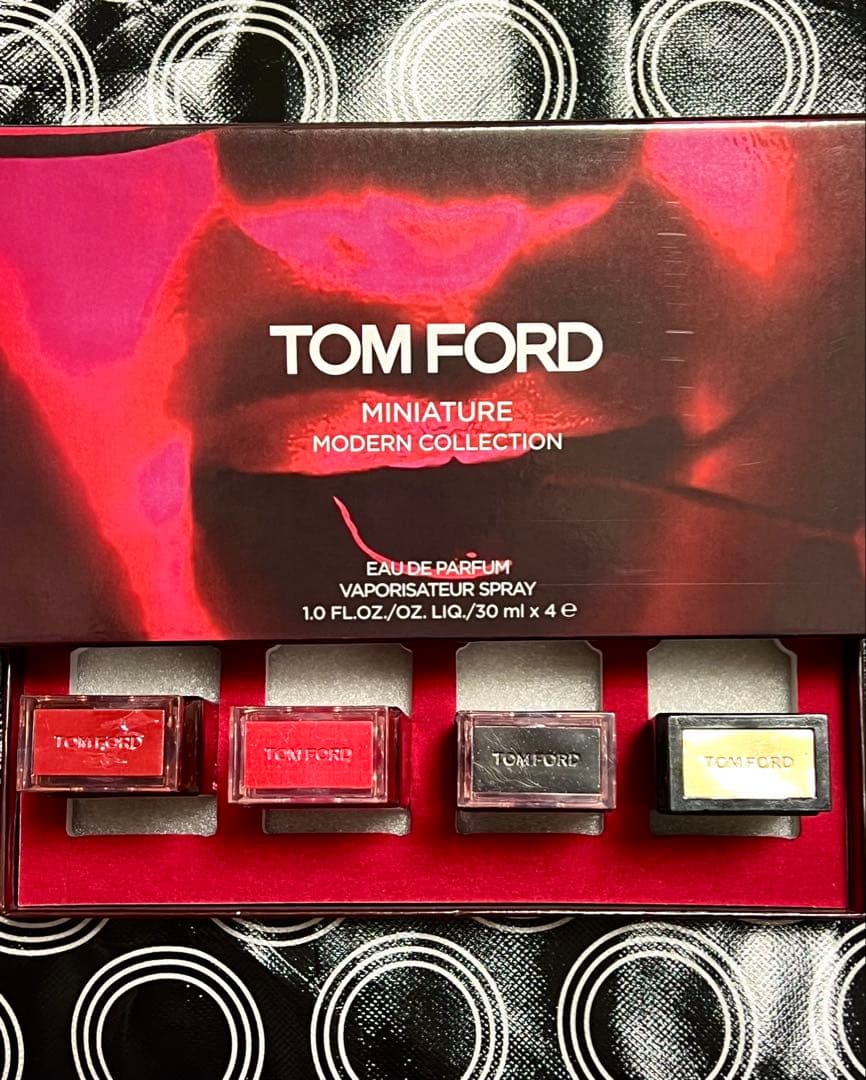 TOM FORD
MINIATURE
MODERN COLLECTION
EAU DE PARFUM
VAPORISATEUR SPRAY
1.0 FL.OZ./OZ. LIQ./30 ml x 4 ℮
TOM FORD
TOM FORD
TOM FORD
TOM FORD